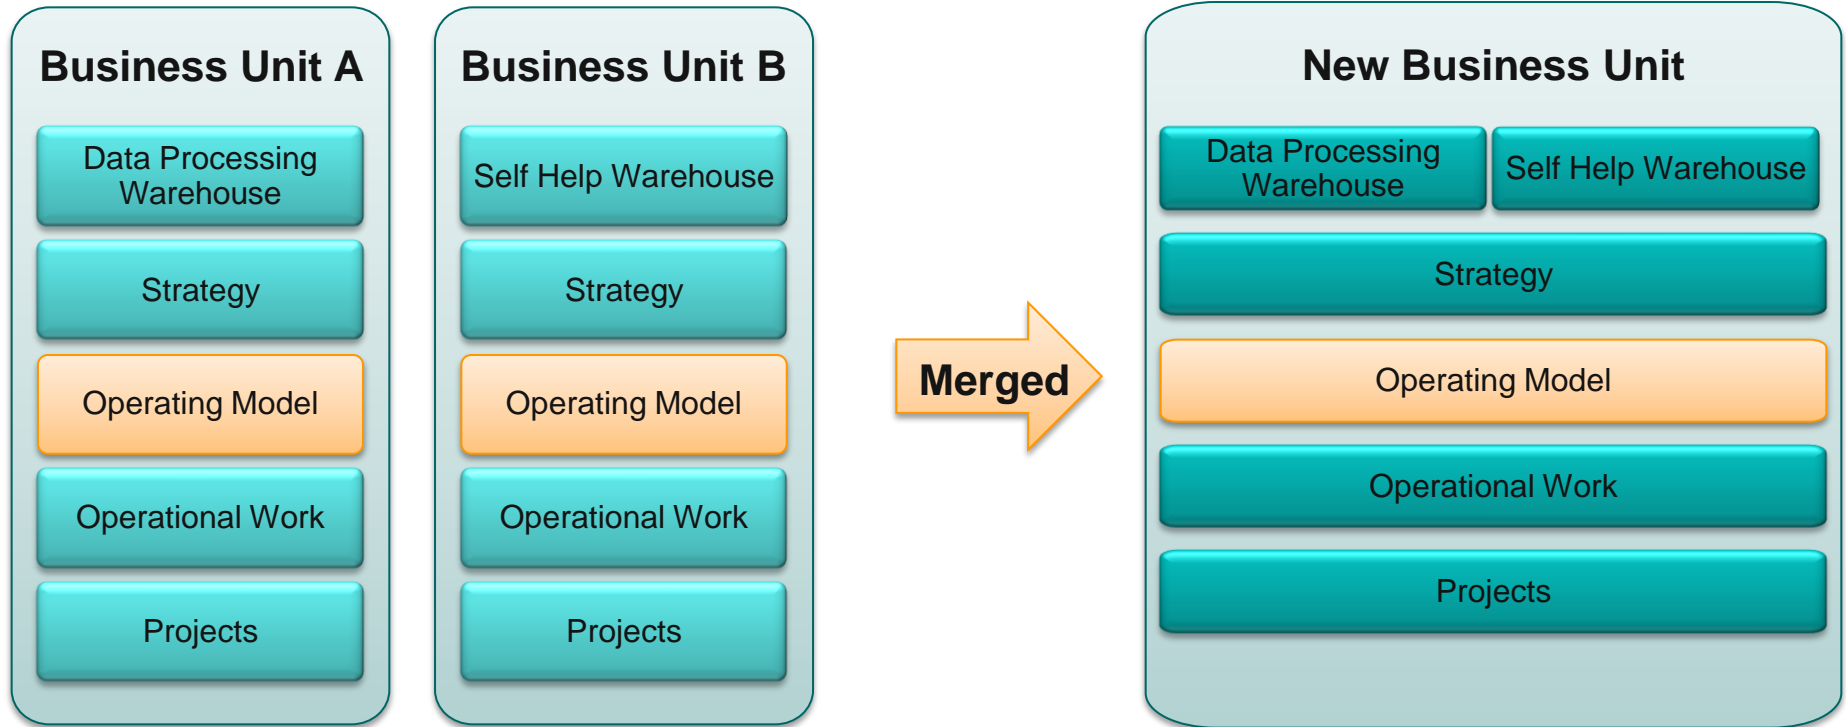 Business Unit A
Data Processing
Warehouse
Strategy
Operating Model
Operational Work
Projects
Business Unit B
Self Help Warehouse
Strategy
Operating Model
Operational Work
Projects
Merged
New Business Unit
Data Processing
Warehouse
Self Help Warehouse
Strategy
Operating Model
Operational Work
Projects